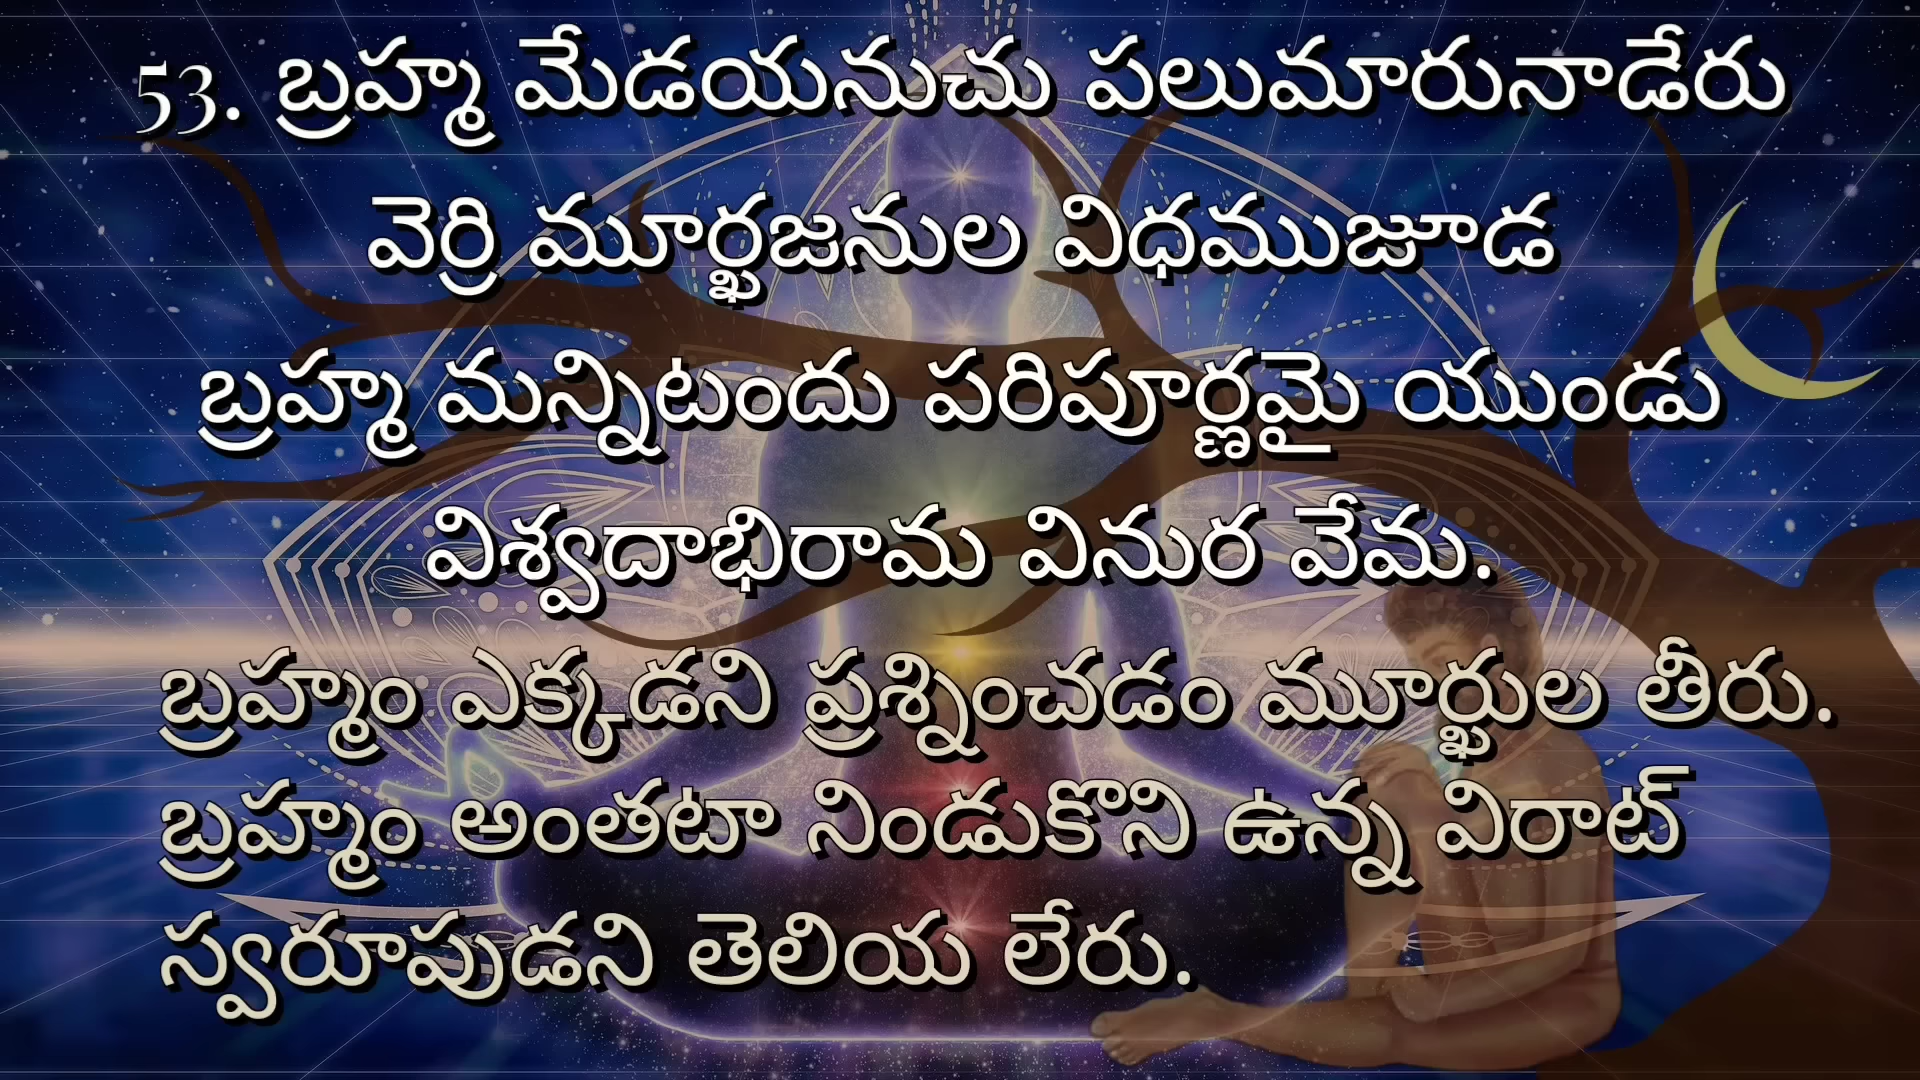 53. బ్రహ్మ మేడయనుచు పలుమారునాడేరు
వెర్రి మూర్ఖజనుల విధముజూడ
బ్రహ్మ మన్నిటందు పరిపూర్ణమై యుండు
విశ్వదాభిరామ వినుర వేమ.
బ్రహ్మం ఎక్కడని ప్రశ్నించడం మూర్ఖుల తీరు.
బ్రహ్మం అంతటా నిండుకొని ఉన్న విరాట్
స్వరూపుడని తెలియ లేరు.